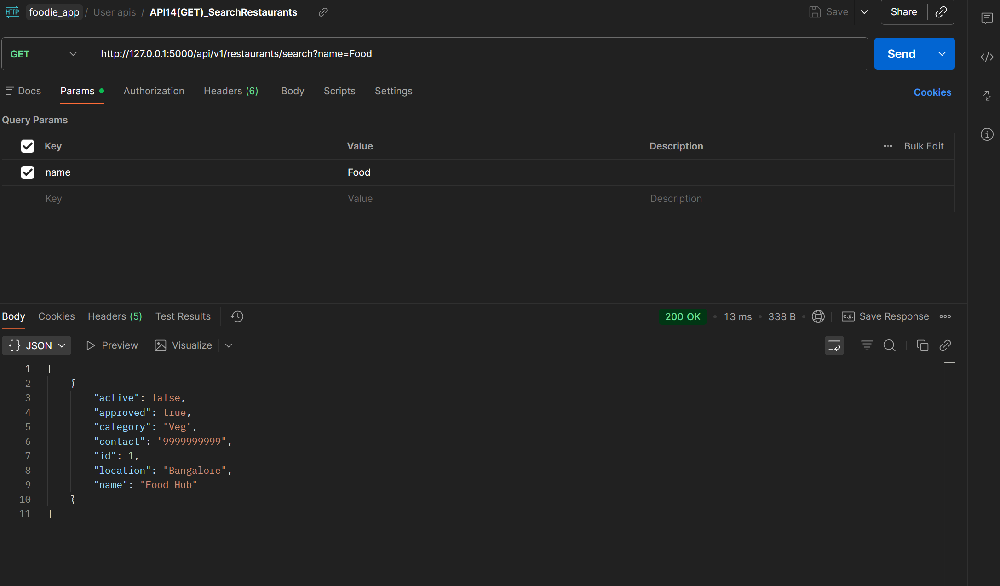 HTTP foodie_app / User apis / API14(GET)_SearchRestaurants Save Share
GET http://127.0.0.1:5000/api/v1/restaurants/search?name=Food Send
Docs Params Authorization Headers (6) Body Scripts Settings Cookies
Query Params
Key Value Description Bulk Edit
name Food
Key Value Description
Body Cookies Headers (5) Test Results 200 OK • 13 ms • 338 B • e.g. Save Response
{} JSON Preview Visualize
1 [
2 {
3 "active": false,
4 "approved": true,
5 "category": "Veg",
6 "contact": "9999999999",
7 "id": 1,
8 "location": "Bangalore",
9 "name": "Food Hub"
10 }
11 ]